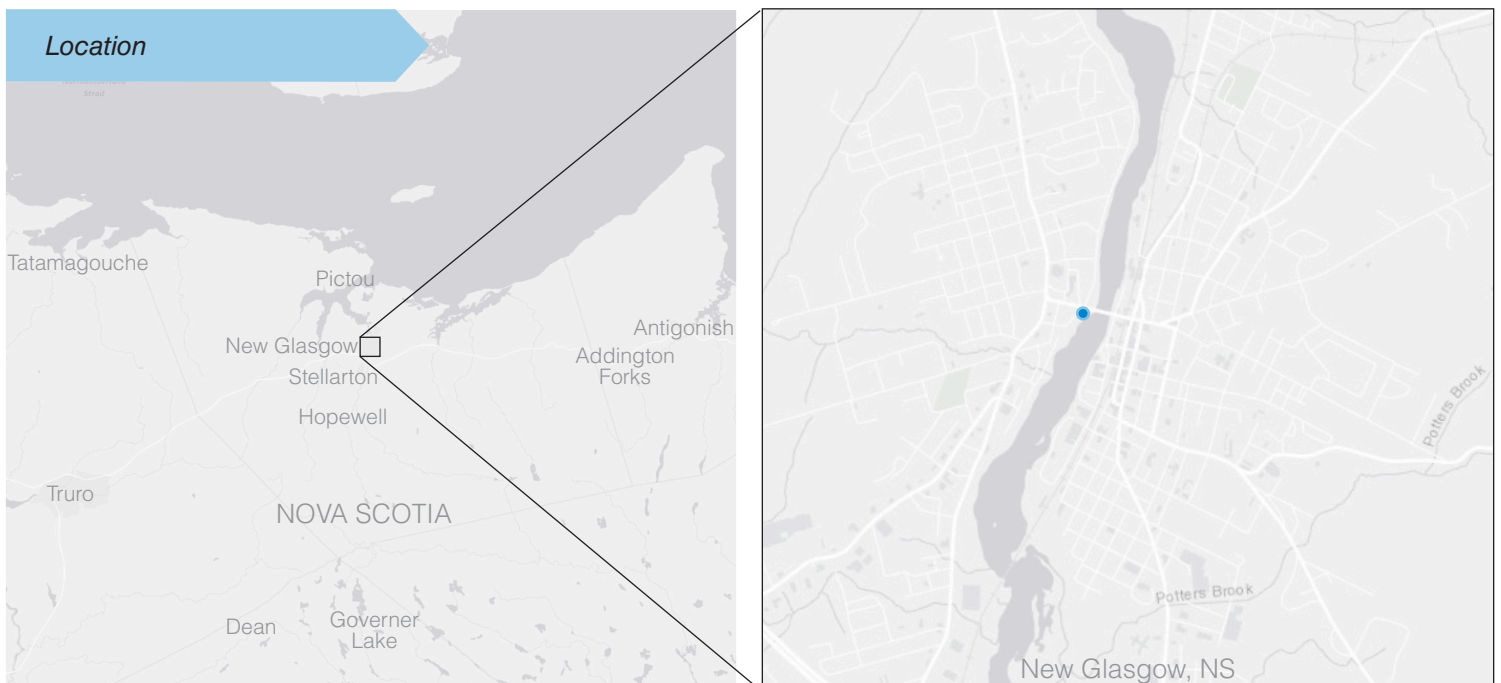 Location
Strait
Tatamagouche
Pictou
New Glasgow
Antigonish
Addington
Forks
Stellarton
Hopewell
Truro
NOVA SCOTIA
Dean
Governer
Lake
Potters Brook
Potters Brook
New Glasgow, NS